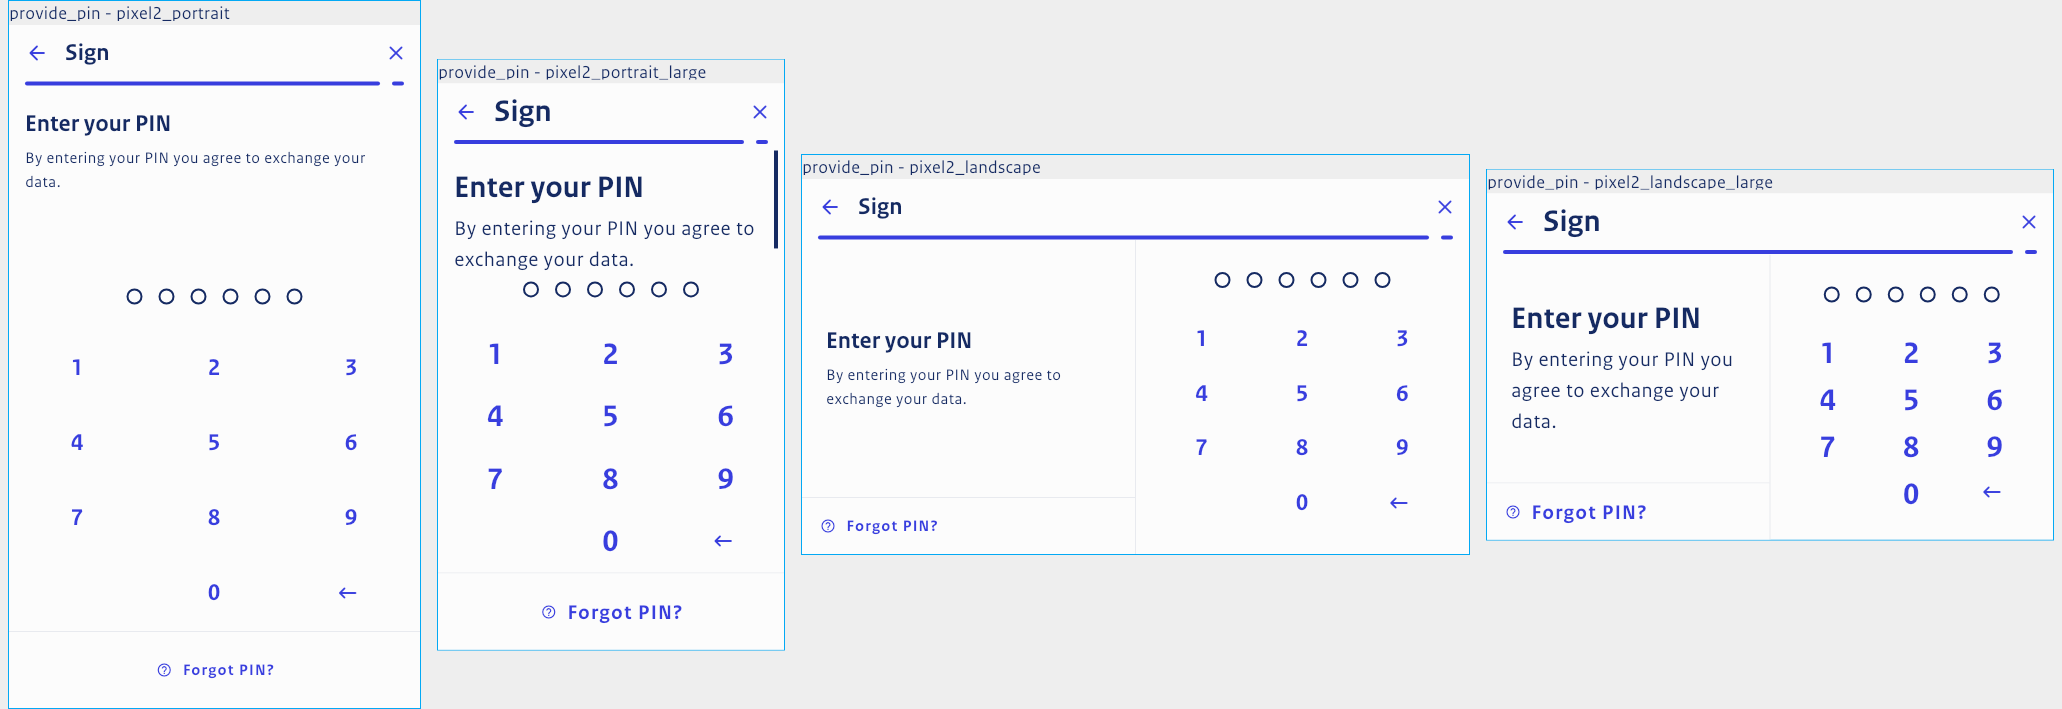 provide_pin - pixel2_portrait
Sign
Enter your PIN
By entering your PIN you agree to exchange your
data.
1 2 3
4 5 6
7 8 9
0
Forgot PIN?
provide_pin - pixel2_portrait_large
Sign
Enter your PIN
By entering your PIN you agree to
exchange your data.
1 2 3
4 5 6
7 8 9
0
Forgot PIN?
provide_pin - pixel2_landscape
Sign
Enter your PIN
By entering your PIN you agree to
exchange your data.
Forgot PIN?
1 2 3
4 5 6
7 8 9
0
provide_pin - pixel2_landscape_large
Sign
Enter your PIN
By entering your PIN you
agree to exchange your
data.
Forgot PIN?
1 2 3
4 5 6
7 8 9
0